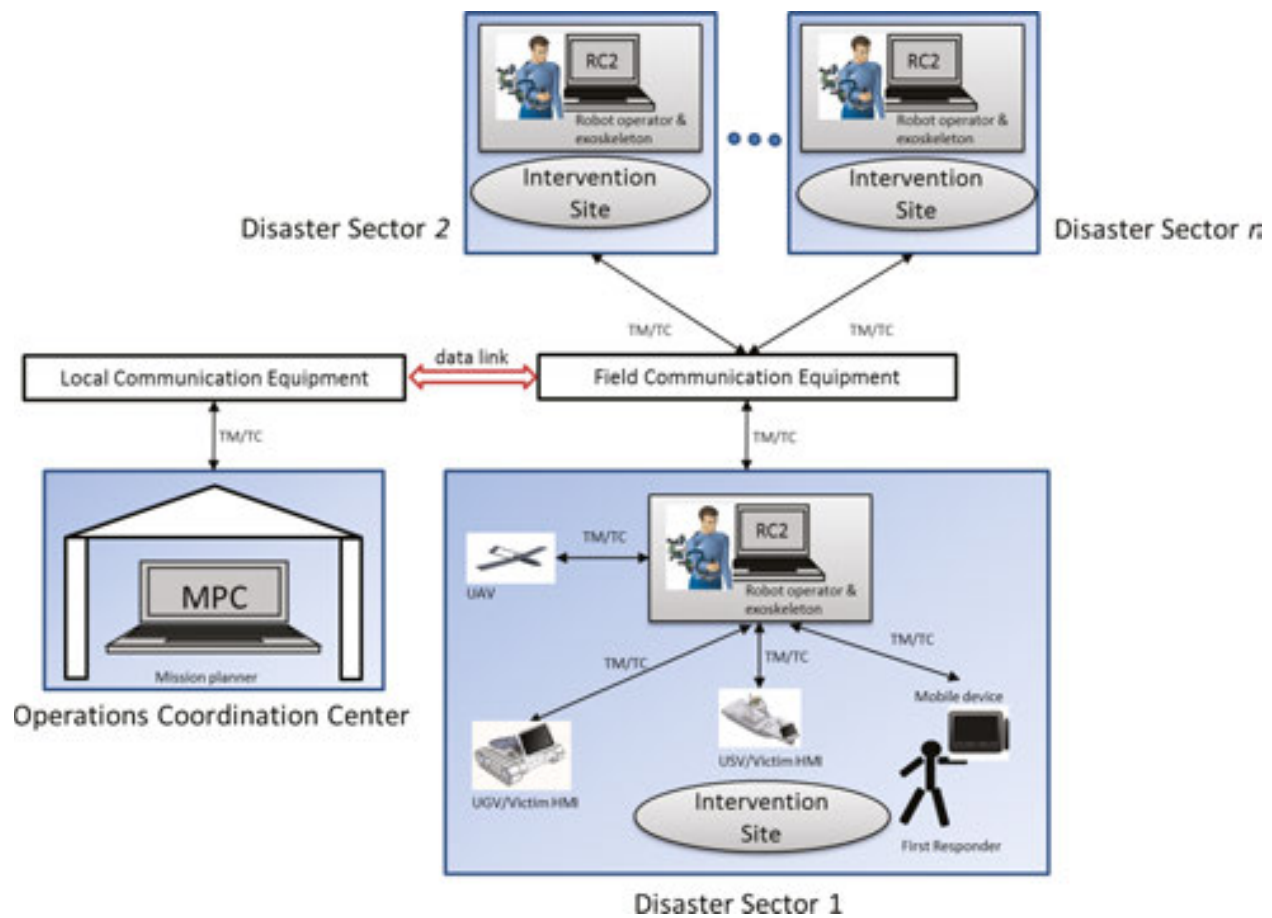 RC2
Robot operator &
exoskeleton
Intervention
Site
Disaster Sector 2
RC2
Robot operator &
exoskeleton
Intervention
Site
Disaster Sector n
TM/TC
TM/TC
Local Communication Equipment
data link
Field Communication Equipment
TM/TC
TM/TC
MPC
Mission planner
Operations Coordination Center
RC2
Robot operator &
exoskeleton
TM/TC
UAV
TM/TC
TM/TC
TM/TC
Mobile device
UGV/Victim HMI
USV/Victim HMI
Intervention
Site
First Responder
Disaster Sector 1